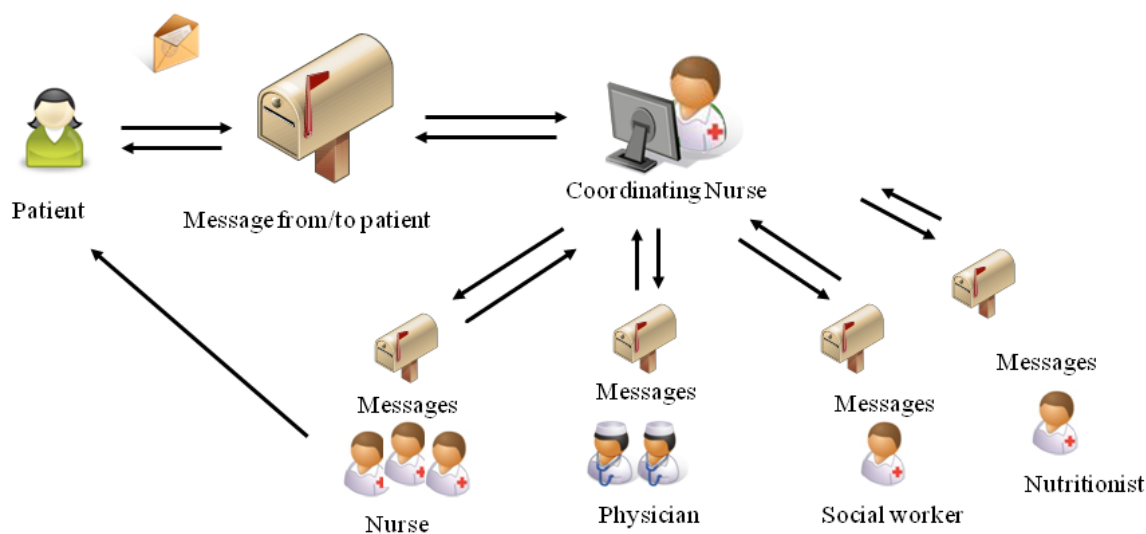 Coordinating Nurse
Patient
Message from/to patient
Messages
Messages
Messages
Messages
Nurse
Physician
Social worker
Nutritionist